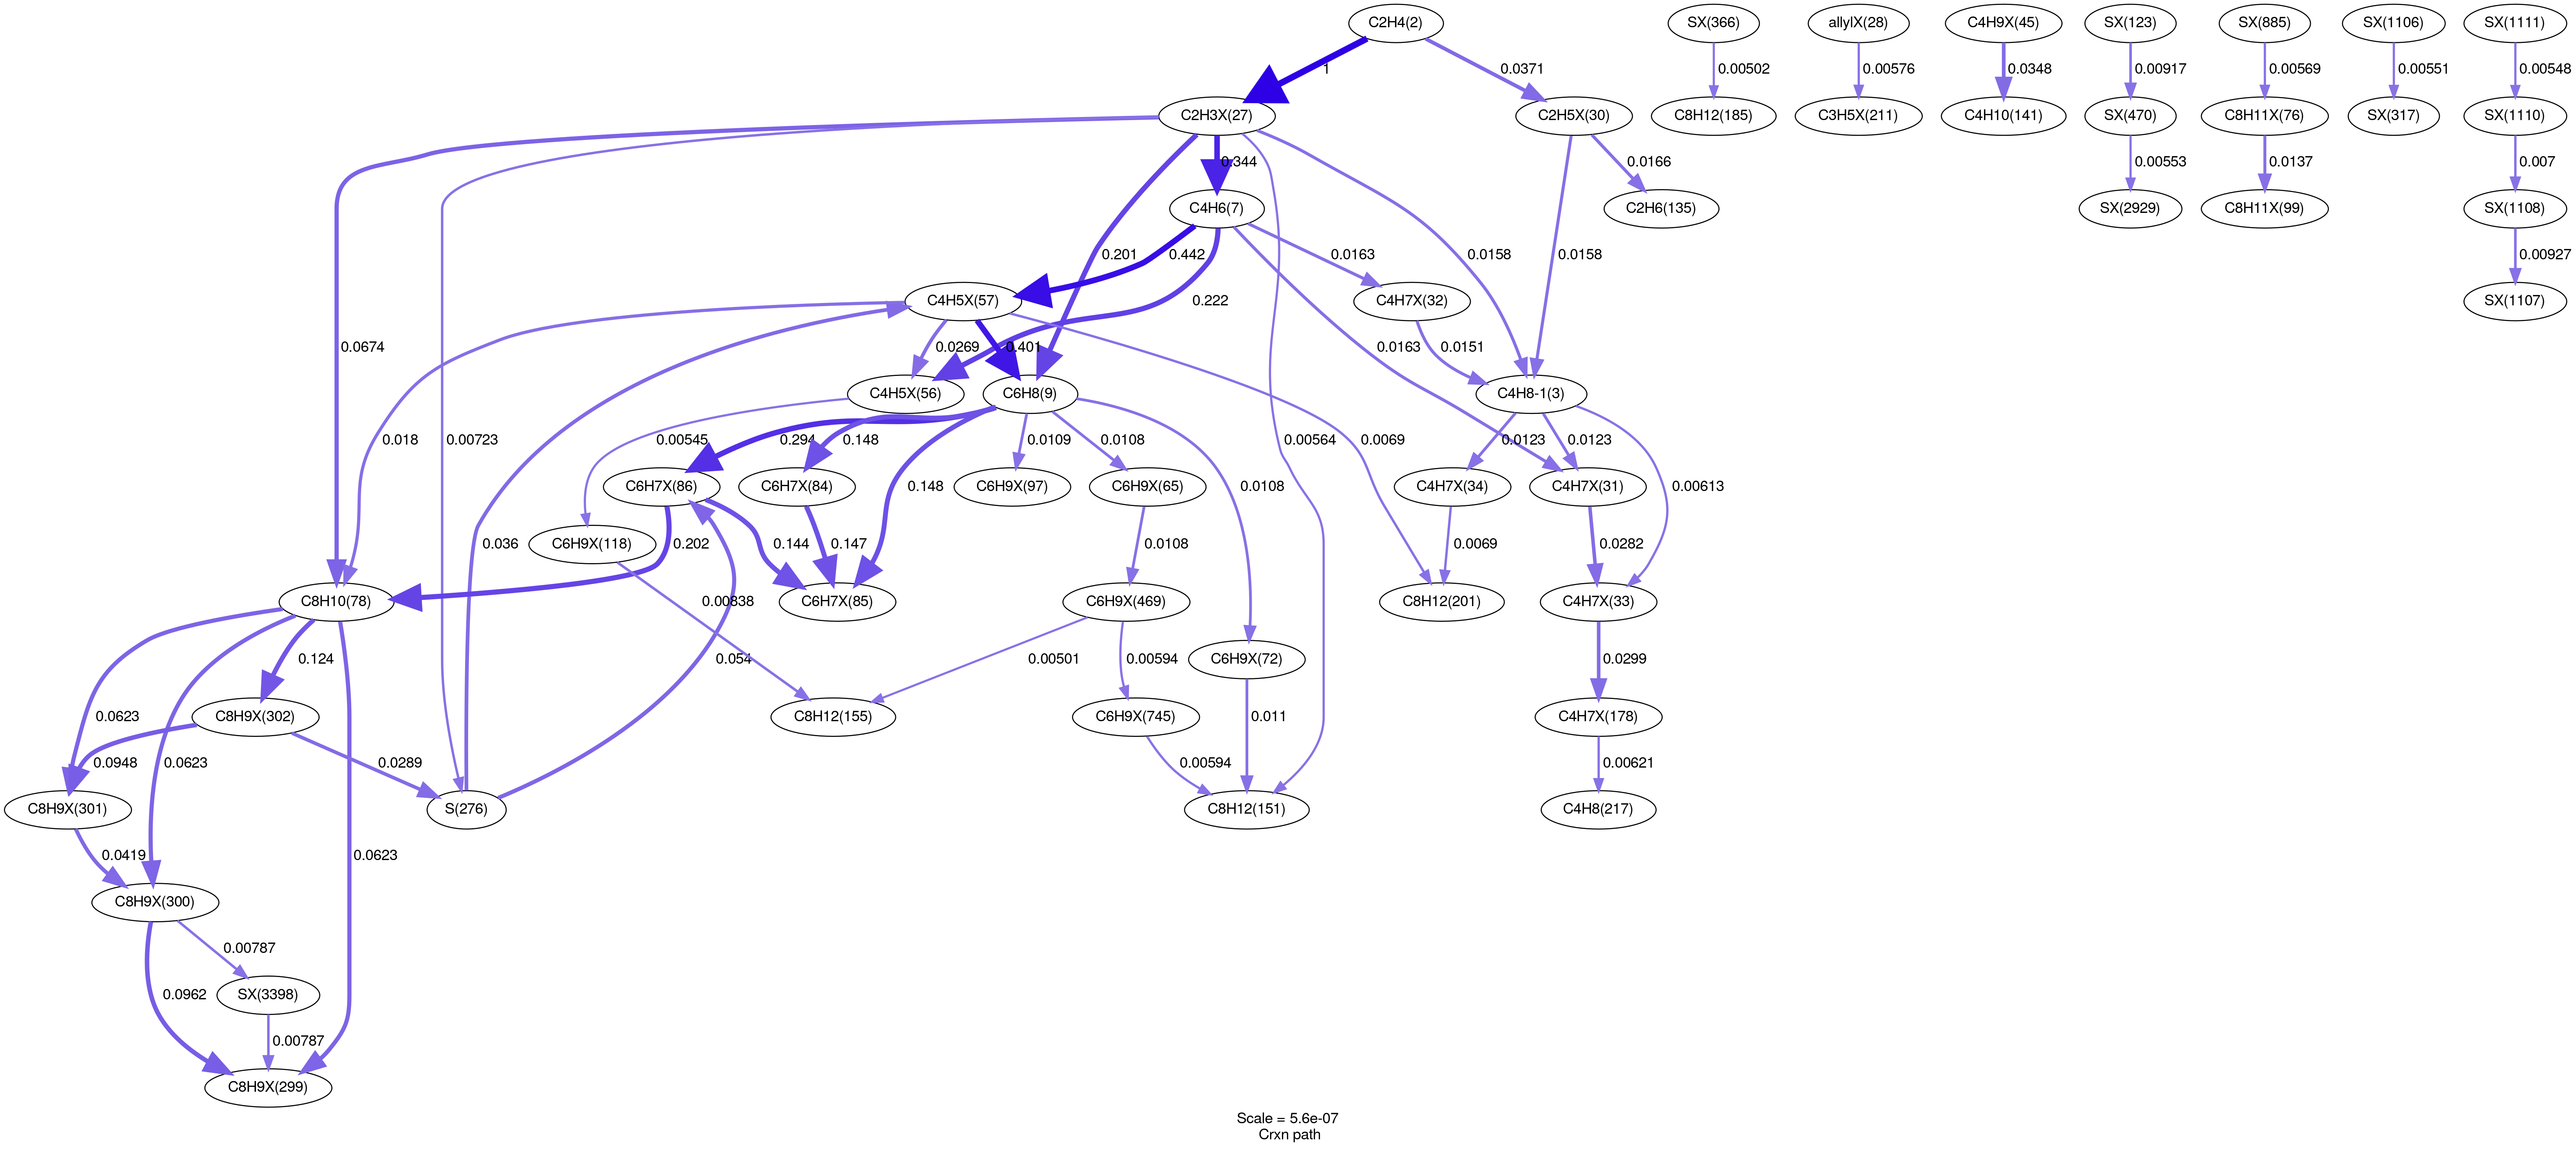 C2H4(2)
SX(366)
allylX(28)
C4H9X(45)
SX(123)
SX(885)
SX(1106)
SX(1111)
1
0.0371
0.00502
0.00576
0.0348
0.00917
0.00569
0.00551
0.00548
C2H3X(27)
C2H5X(30)
C8H12(185)
C3H5X(211)
C4H10(141)
SX(470)
C8H11X(76)
SX(317)
SX(1110)
0.344
0.0166
0.00553
0.0137
0.007
C4H6(7)
C2H6(135)
SX(2929)
C8H11X(99)
SX(1108)
0.201
0.442
0.0163
0.0158
0.0158
0.00927
C4H5X(57)
0.222
C4H7X(32)
SX(1107)
0.0674
0.0269
0.401
0.0163
0.0151
C4H5X(56)
C6H8(9)
C4H8-1(3)
0.018
0.00723
0.00545
0.294
0.148
0.0109
0.0108
0.00564
0.0069
0.0123
0.0123
C6H7X(86)
C6H7X(84)
0.148
C6H9X(97)
C6H9X(65)
0.0108
C4H7X(34)
C4H7X(31)
0.00613
0.036
C6H9X(118)
0.202
0.144
0.147
0.0108
0.0069
0.0282
C8H10(78)
0.00838
C6H7X(85)
C6H9X(469)
C8H12(201)
C4H7X(33)
0.124
0.054
0.00501
0.00594
C6H9X(72)
0.0299
0.0623
C8H9X(302)
C8H12(155)
C6H9X(745)
0.011
C4H7X(178)
0.0948
0.0623
0.0289
0.00594
0.00621
C8H9X(301)
S(276)
C8H12(151)
C4H8(217)
0.0419
0.0623
C8H9X(300)
0.00787
0.0962
SX(3398)
0.00787
C8H9X(299)
Scale = 5.6e-07
Crxn path